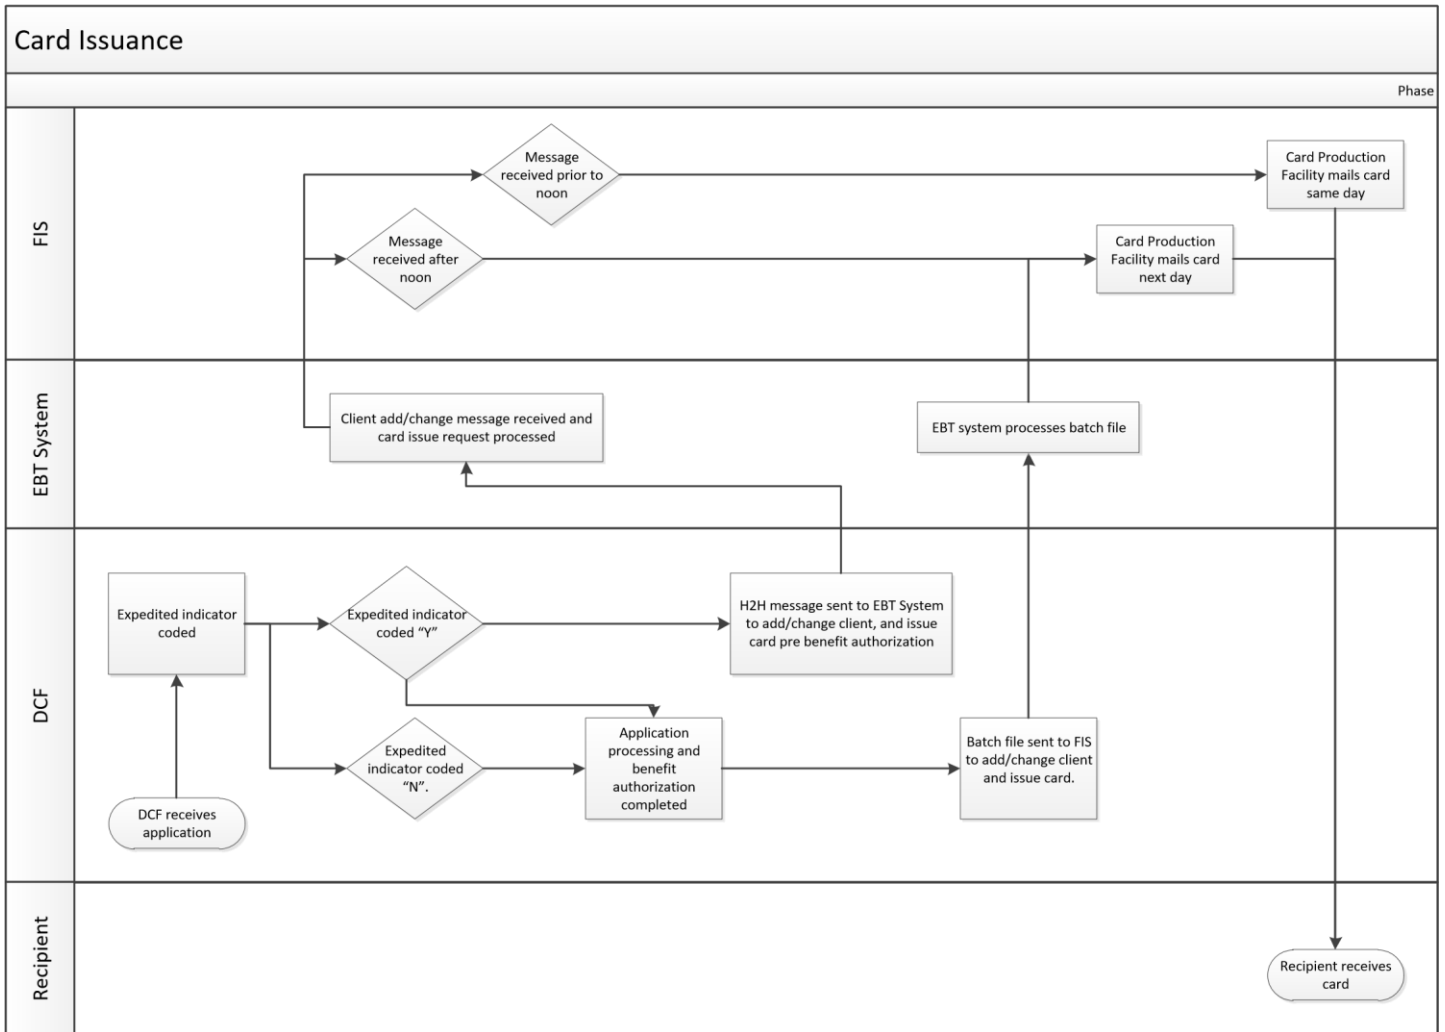 Card Issuance
Phase
FIS
Message
received prior to
noon
Card Production
Facility mails card
same day
Message
received after
noon
Card Production
Facility mails card
next day
EBT System
Client add/change message received and
card issue request processed
EBT system processes batch file
DCF
Expedited indicator
coded
Expedited indicator
coded “Y”
H2H message sent to EBT System
to add/change client, and issue
card pre benefit authorization
Expedited
indicator coded
“N”.
Application
processing and
benefit
authorization
completed
Batch file sent to FIS
to add/change client
and issue card.
DCF receives
application
Recipient
Recipient receives
card